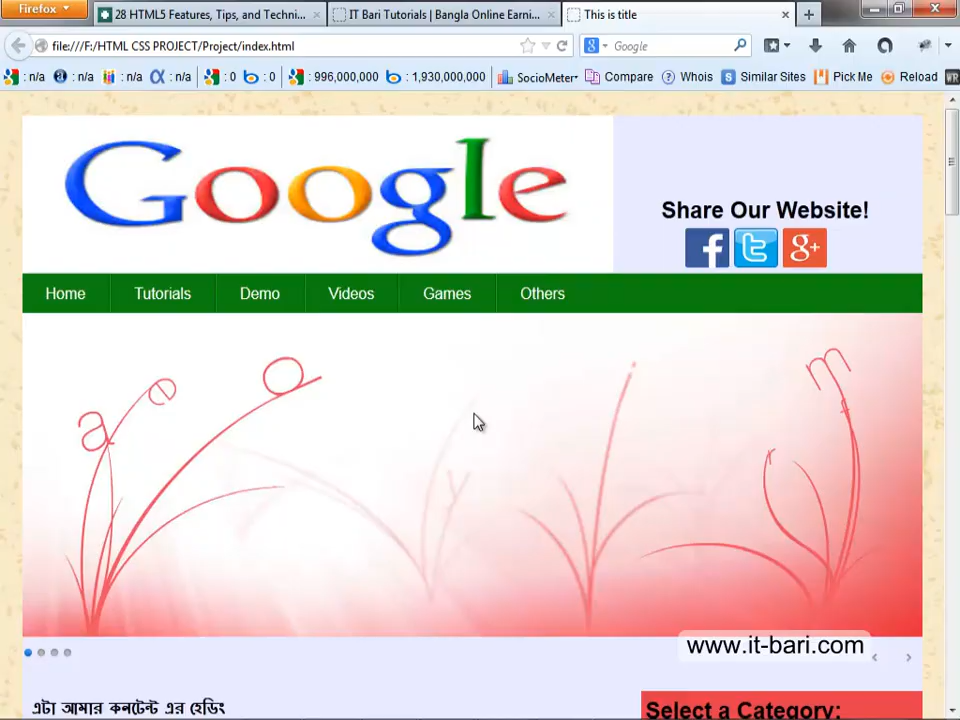 Firefox
28 HTML5 Features, Tips, and Techni...
IT Bari Tutorials | Bangla Online Earni...
This is title
file:///F:/HTML CSS PROJECT/Project/index.html
Google
: n/a : n/a : n/a : n/a : 0 : 0 : 996,000,000 : 1,930,000,000 SocioMeter Compare Whois Similar Sites Pick Me Reload WR
Google
Share Our Website!
Home Tutorials Demo Videos Games Others
www.it-bari.com
এটা আমার কনটেন্ট এর হেডিং
Select a Category: